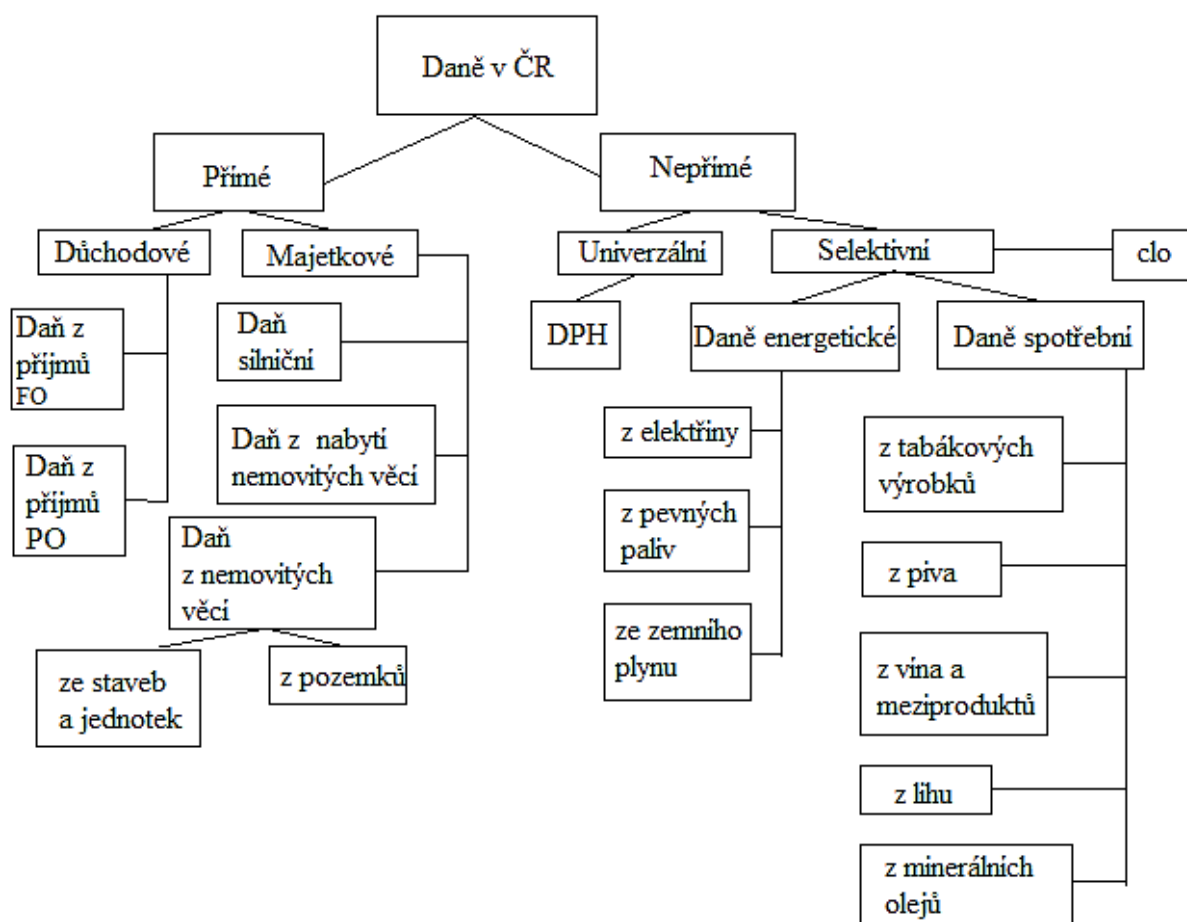 Daně v ČR
Přímé
Nepřímé
Důchodové
Majetkové
Univerzální
Selektivní
clo
Daň z
příjmů
FO
Daň
silniční
DPH
Daně energetické
Daně spotřební
Daň z nabytí
nemovitých věcí
z elektřiny
z tabákových
výrobků
Daň z
příjmů
PO
Daň
z nemovitých
věcí
z pevných
paliv
z piva
ze staveb
a jednotek
z pozemků
ze zemního
plynu
z vína a
meziproduktů
z lihu
z minerálních
olejů